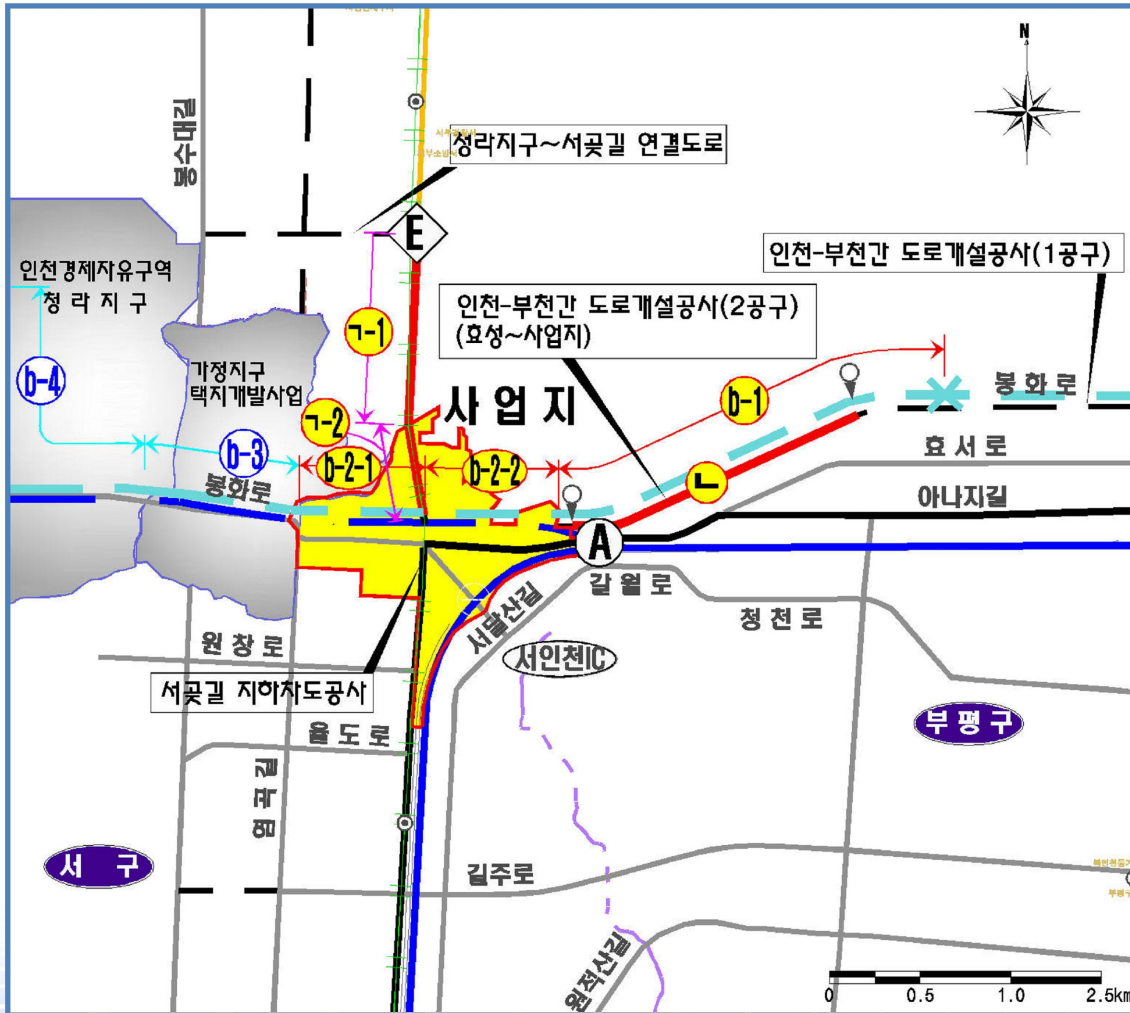 N
봉수대길
청라지구~서곶길 연결도로
E
인천-부천간 도로개설공사(1공구)
인천경제자유구역
청 라 지 구
인천-부천간 도로개설공사(2공구)
(효성~사업지)
ㄱ-1
가정지구
택지개발사업
b-4
사 업 지
b-1
봉 화 로
ㄱ-2
b-3
b-2-1
b-2-2
효 서 로
봉화로
ㄴ
아나지길
A
갈 월 로
청 천 로
서달산길
원 창 로
서인천IC
서곶길 지하차도공사
부 평 구
율 도 로
염 곡 길
서 구
길주로
원적산길
0 0.5 1.0 2.5km